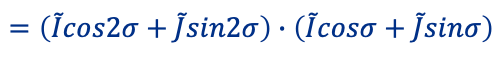 = (Ĩcos2σ + J̃sin2σ) · (Ĩcosσ + J̃sinσ)